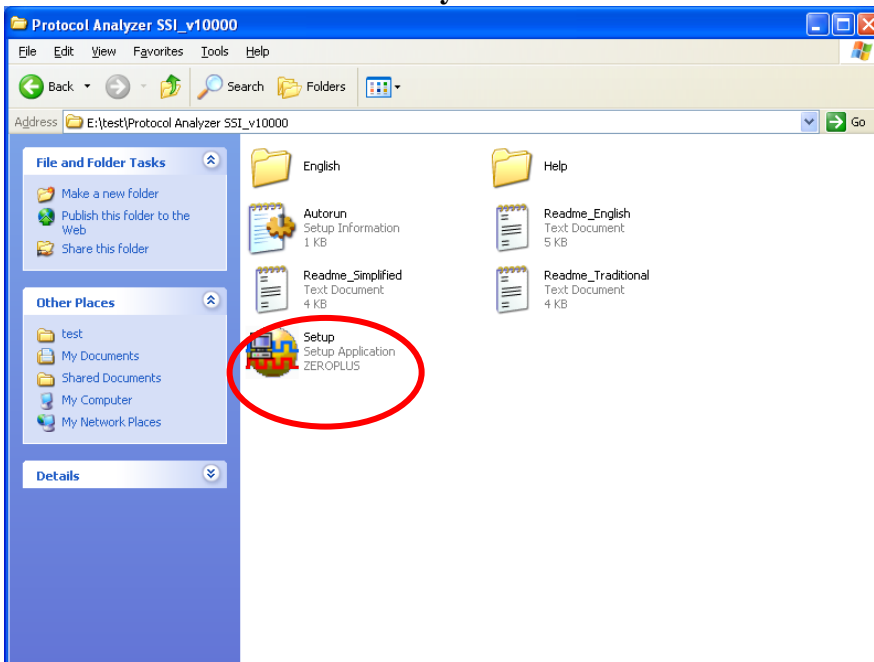 Protocol Analyzer SSI_v10000
File Edit View Favorites Tools Help
Back Search Folders
Address E:\test\Protocol Analyzer SSI_v10000 Go
File and Folder Tasks
Make a new folder
Publish this folder to the
Web
Share this folder
Other Places
test
My Documents
Shared Documents
My Computer
My Network Places
Details
English
Help
Autorun
Setup Information
1 KB
Readme_English
Text Document
5 KB
Readme_Simplified
Text Document
4 KB
Readme_Traditional
Text Document
4 KB
Setup
Setup Application
ZEROPLUS